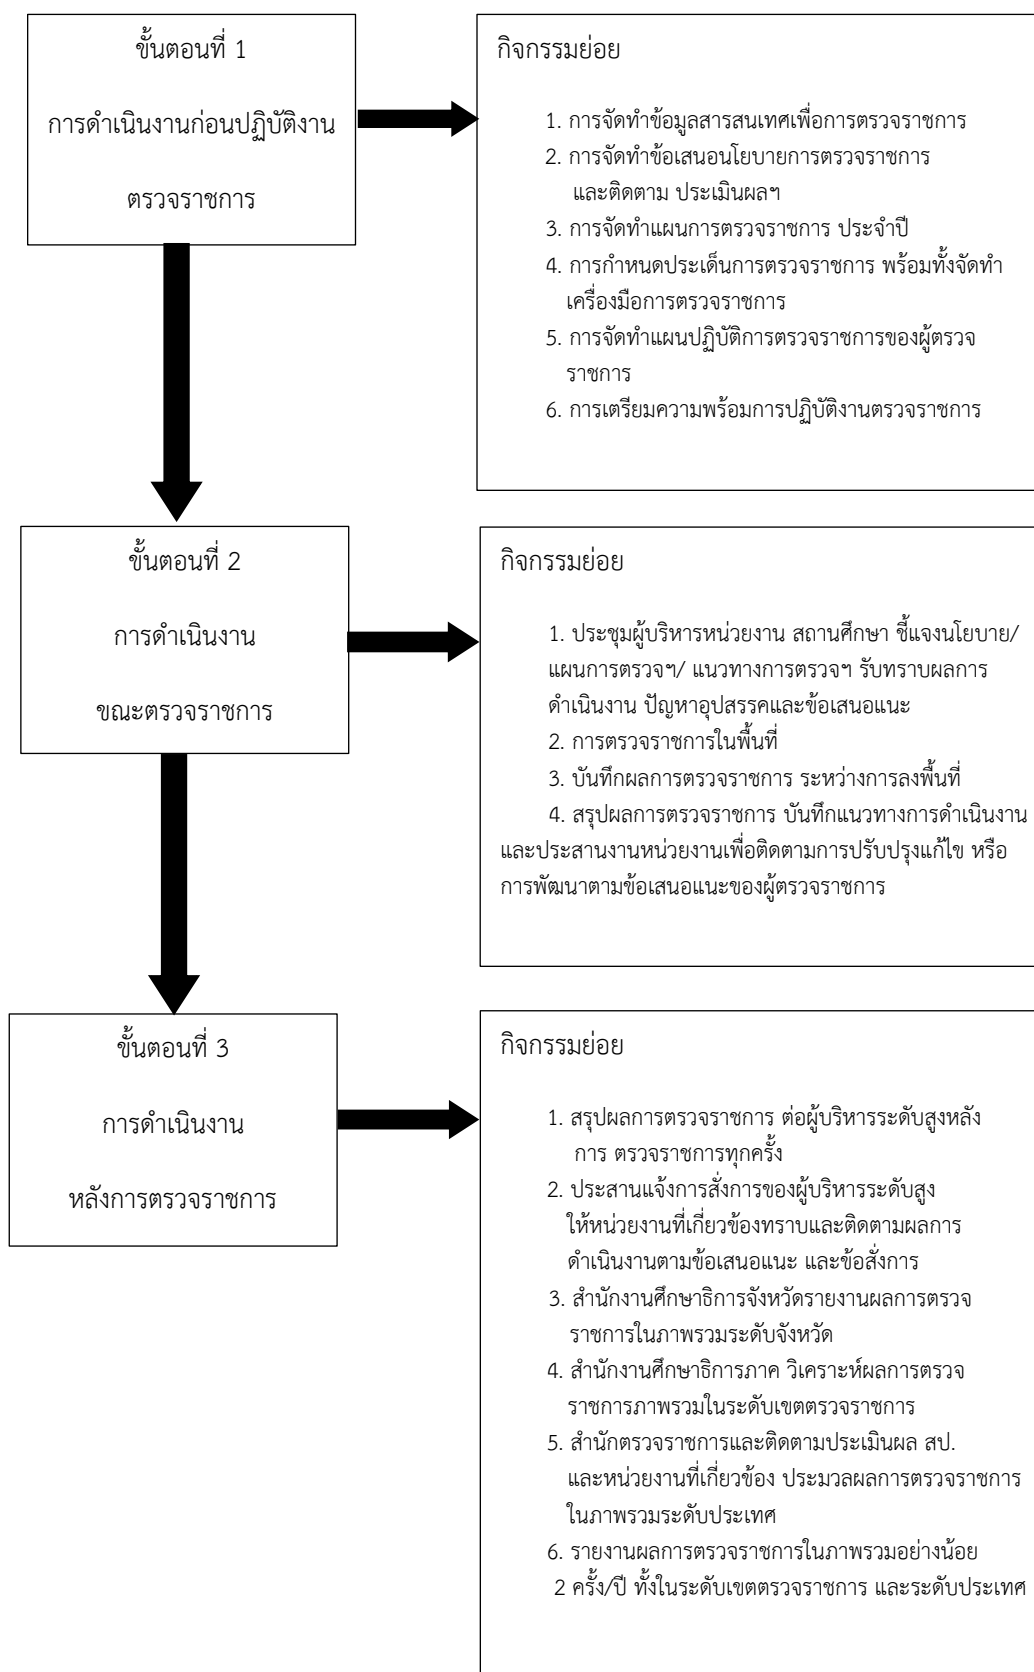 ขั้นตอนที่ 1
การดำเนินงานก่อนปฏิบัติงาน
ตรวจราชการ
กิจกรรมย่อย
1. การจัดทำข้อมูลสารสนเทศเพื่อการตรวจราชการ
2. การจัดทำข้อเสนอนโยบายการตรวจราชการ
และติดตาม ประเมินผลฯ
3. การจัดทำแผนการตรวจราชการ ประจำปี
4. การกำหนดประเด็นการตรวจราชการ พร้อมทั้งจัดทำ
เครื่องมือการตรวจราชการ
5. การจัดทำแผนปฏิบัติการตรวจราชการของผู้ตรวจ
ราชการ
6. การเตรียมความพร้อมการปฏิบัติงานตรวจราชการ
ขั้นตอนที่ 2
การดำเนินงาน
ขณะตรวจราชการ
กิจกรรมย่อย
1. ประชุมผู้บริหารหน่วยงาน สถานศึกษา ชี้แจงนโยบาย/
แผนการตรวจฯ/ แนวทางการตรวจฯ รับทราบผลการ
ดำเนินงาน ปัญหาอุปสรรคและข้อเสนอแนะ
2. การตรวจราชการในพื้นที่
3. บันทึกผลการตรวจราชการ ระหว่างการลงพื้นที่
4. สรุปผลการตรวจราชการ บันทึกแนวทางการดำเนินงาน
และประสานงานหน่วยงานเพื่อติดตามการปรับปรุงแก้ไข หรือ
การพัฒนาตามข้อเสนอแนะของผู้ตรวจราชการ
ขั้นตอนที่ 3
การดำเนินงาน
หลังการตรวจราชการ
กิจกรรมย่อย
1. สรุปผลการตรวจราชการ ต่อผู้บริหารระดับสูงหลัง
การ ตรวจราชการทุกครั้ง
2. ประสานแจ้งการสั่งการของผู้บริหารระดับสูง
ให้หน่วยงานที่เกี่ยวข้องทราบและติดตามผลการ
ดำเนินงานตามข้อเสนอแนะ และข้อสั่งการ
3. สำนักงานศึกษาธิการจังหวัดรายงานผลการตรวจ
ราชการในภาพรวมระดับจังหวัด
4. สำนักงานศึกษาธิการภาค วิเคราะห์ผลการตรวจ
ราชการภาพรวมในระดับเขตตรวจราชการ
5. สำนักตรวจราชการและติดตามประเมินผล สป.
และหน่วยงานที่เกี่ยวข้อง ประมวลผลการตรวจราชการ
ในภาพรวมระดับประเทศ
6. รายงานผลการตรวจราชการในภาพรวมอย่างน้อย
2 ครั้ง/ปี ทั้งในระดับเขตตรวจราชการ และระดับประเทศ